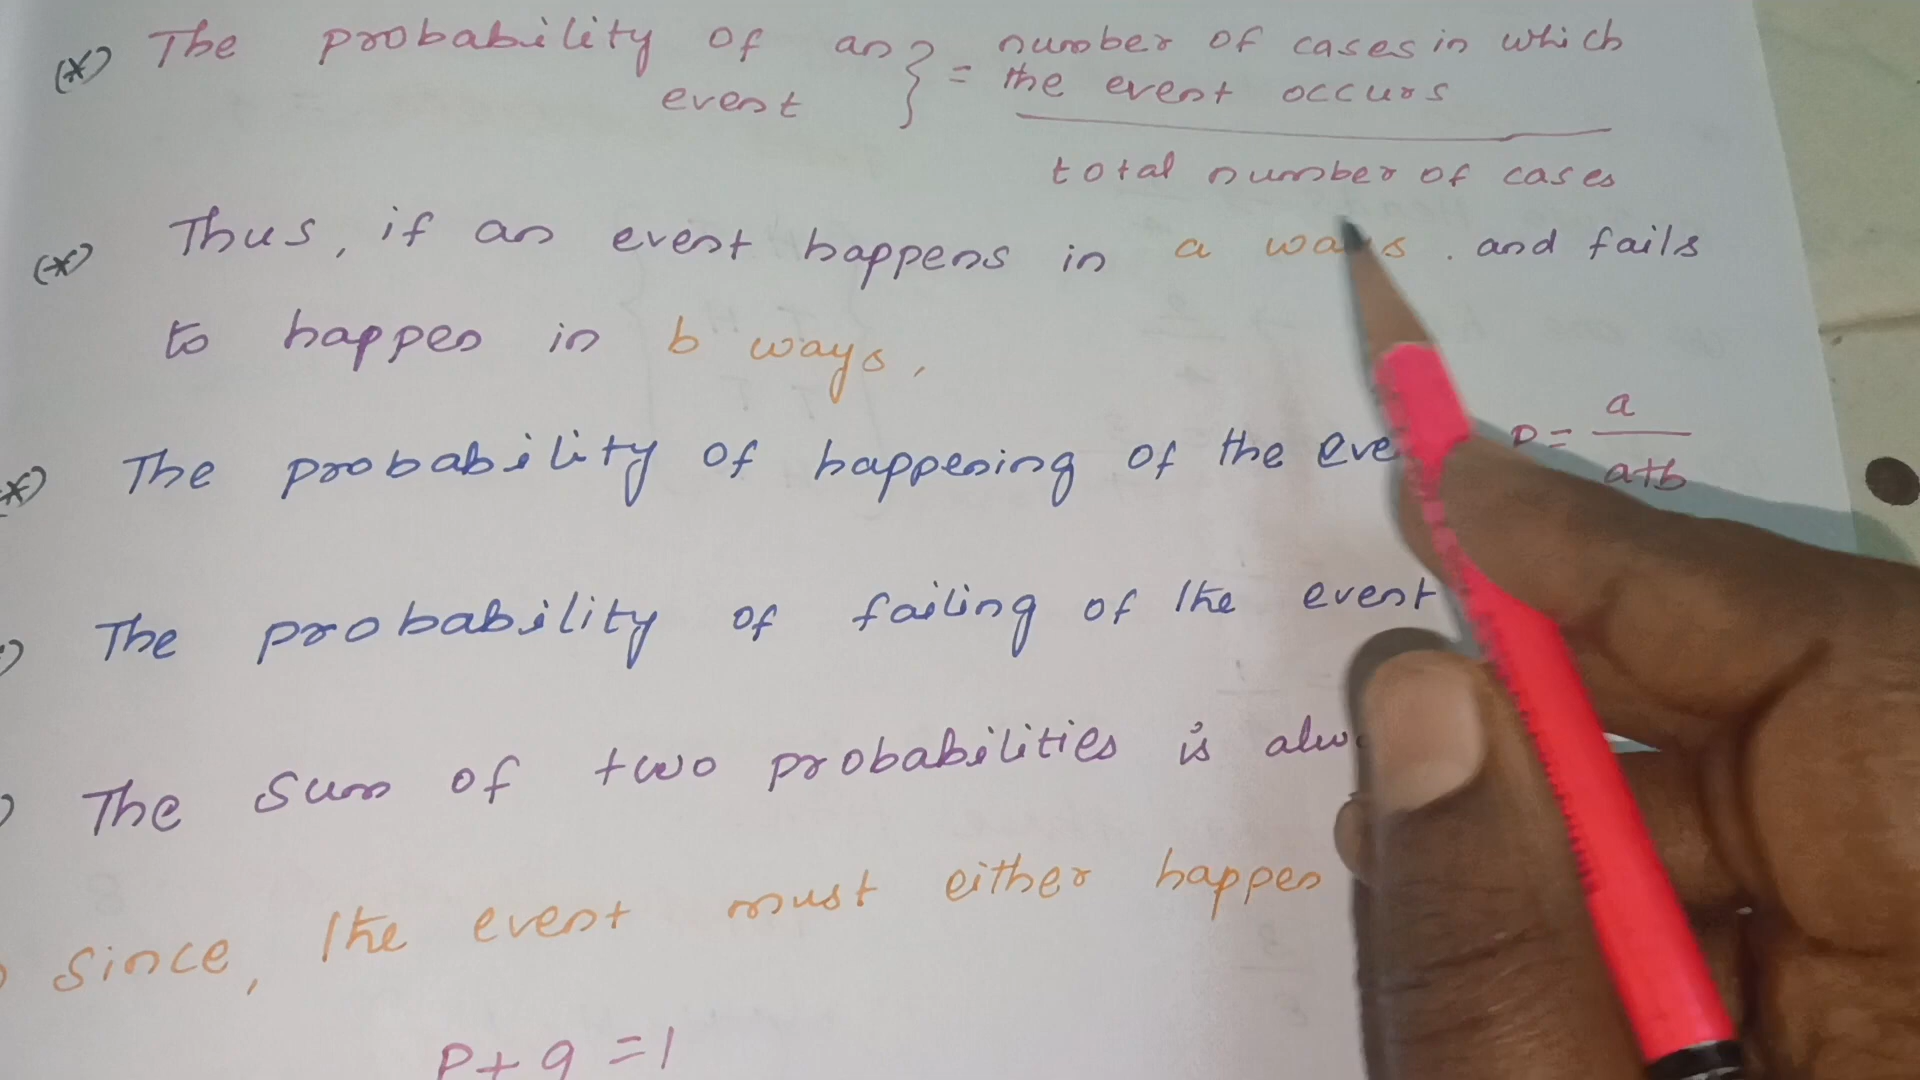 (*) The probability of an } = number of cases in which
event the event occurs
total number of cases
(*) Thus, if an event happens in a ways. and fails
to happen in b ways.
(*) The probability of happening of the P = a
a+b
The probability of failing of the event
The sum of two probabilities is
Since, the event must either happen
P + q = 1